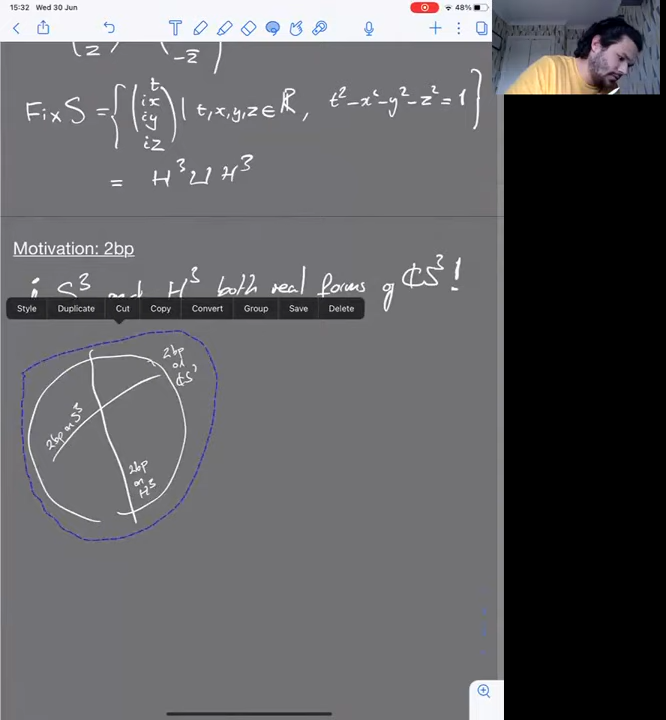 15:32 Wed 30 Jun
48%
(z) (-z̄)
Fix S = { (t ix iy iz) | t,x,y,z ∈ ℝ, t² - x² - y² - z² = 1 }
= H³ ⊔ H³
Motivation: 2bp
S³ and H³ both real forms of ℂS³!
Style Duplicate Cut Copy Convert Group Save Delete
2bp
on
ℂS³
2bp on S³
2bp
on
H³